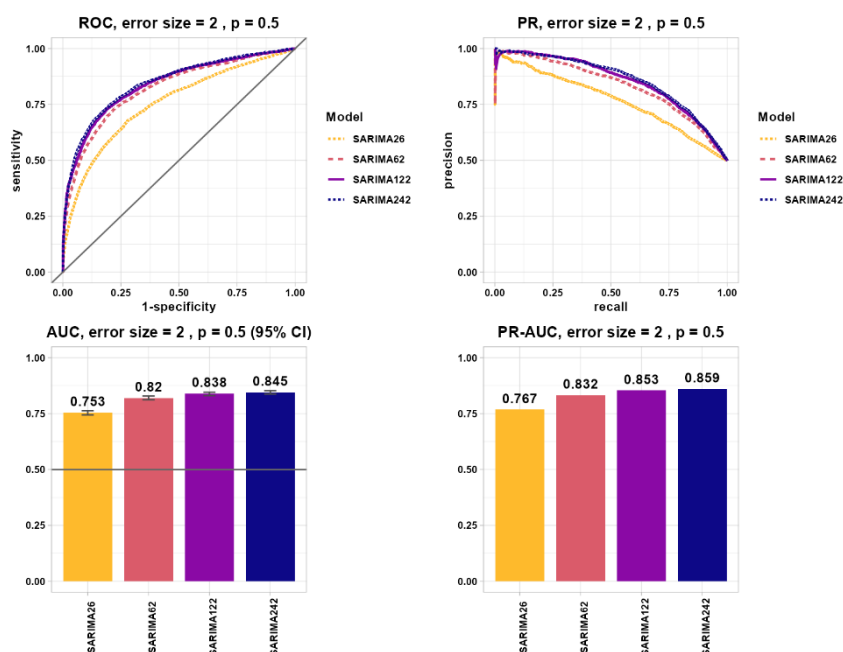 ROC, error size = 2 , p = 0.5
1.00
0.75
0.50
0.25
0.00
sensitivity
0.00 0.25 0.50 0.75 1.00
1-specificity
Model
SARIMA26
SARIMA62
SARIMA122
SARIMA242
PR, error size = 2 , p = 0.5
1.00
0.75
0.50
0.25
0.00
precision
0.00 0.25 0.50 0.75 1.00
recall
Model
SARIMA26
SARIMA62
SARIMA122
SARIMA242
AUC, error size = 2 , p = 0.5 (95% CI)
1.00
0.75
0.50
0.25
0.00
0.753 0.82 0.838 0.845
SARIMA26
SARIMA62
SARIMA122
SARIMA242
PR-AUC, error size = 2 , p = 0.5
1.00
0.75
0.50
0.25
0.00
0.767 0.832 0.853 0.859
SARIMA26
SARIMA62
SARIMA122
SARIMA242